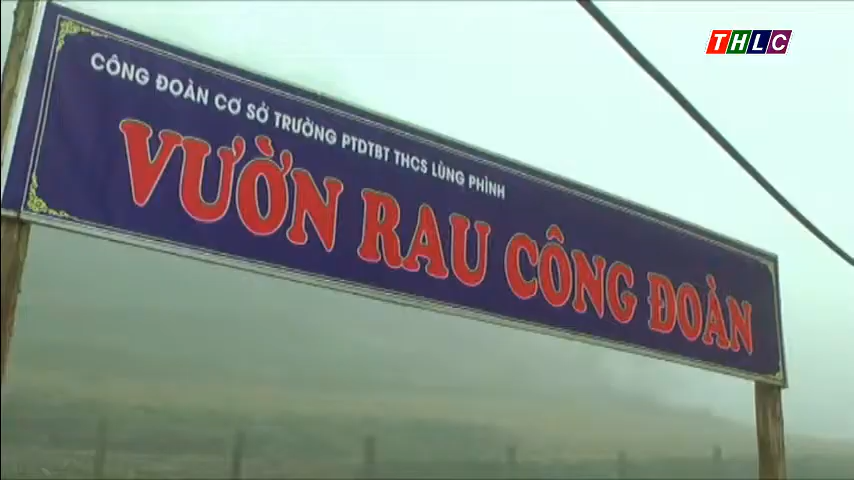 THLC
CÔNG ĐOÀN CƠ SỞ TRƯỜNG PTDTBT THCS LÙNG PHÌNH
VƯỜN RAU CÔNG ĐOÀN